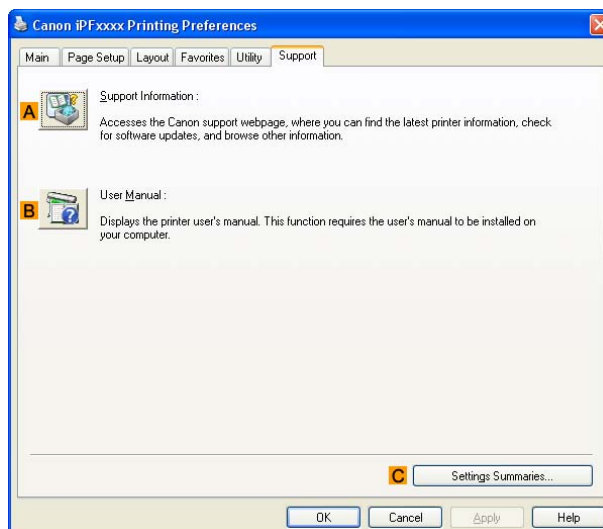 Canon iPFxxxx Printing Preferences
Main Page Setup Layout Favorites Utility Support
A
Support Information :
Accesses the Canon support webpage, where you can find the latest printer information, check
for software updates, and browse other information.
B
User Manual :
Displays the printer user's manual. This function requires the user's manual to be installed on
your computer.
C Settings Summaries...
OK Cancel Apply Help